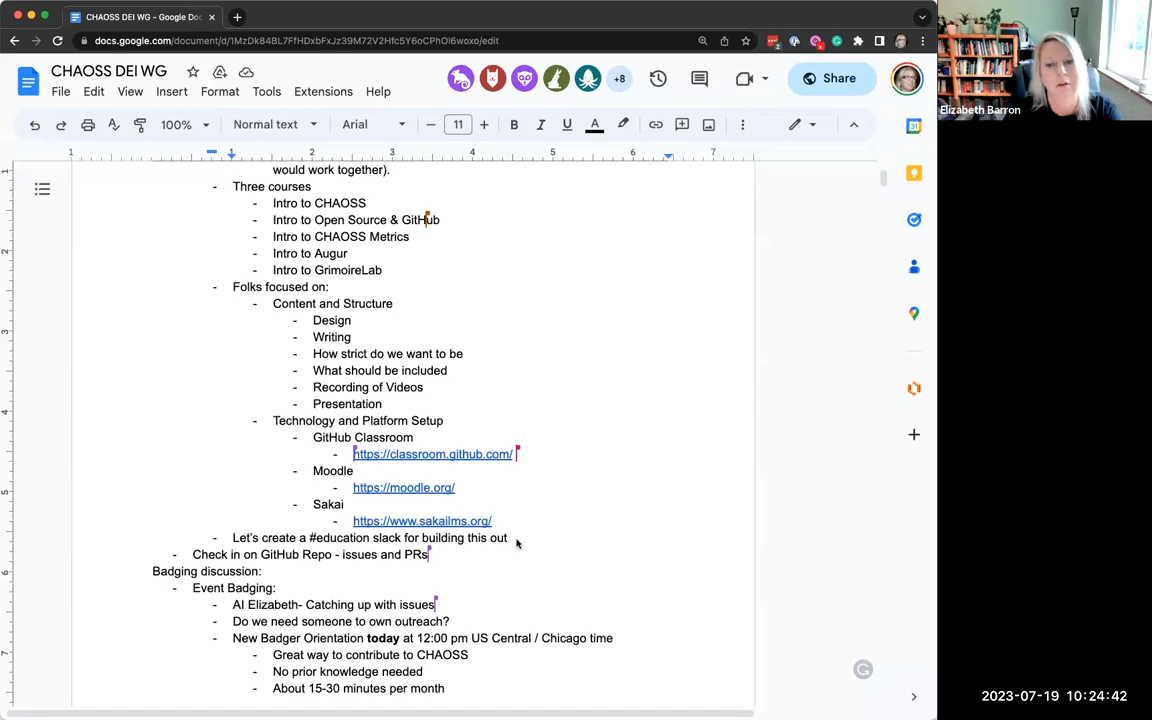 CHAOSS DEI WG - Google Doc
docs.google.com/document/d/1MzDk84BL7FfHDxbFxJz39M72V2Hfc5Y6oCPhOl6woxo/edit
CHAOSS DEI WG
File Edit View Insert Format Tools Extensions Help
+8
Share
100% Normal text Arial 11
Elizabeth Barron
would work together).
- Three courses
- Intro to CHAOSS
- Intro to Open Source & GitHub
- Intro to CHAOSS Metrics
- Intro to Augur
- Intro to GrimoireLab
- Folks focused on:
- Content and Structure
- Design
- Writing
- How strict do we want to be
- What should be included
- Recording of Videos
- Presentation
- Technology and Platform Setup
- GitHub Classroom
- https://classroom.github.com/
- Moodle
- https://moodle.org/
- Sakai
- https://www.sakailms.org/
- Let's create a #education slack for building this out
- Check in on GitHub Repo - issues and PRs
Badging discussion:
- Event Badging:
- AI Elizabeth- Catching up with issues
- Do we need someone to own outreach?
- New Badger Orientation today at 12:00 pm US Central / Chicago time
- Great way to contribute to CHAOSS
- No prior knowledge needed
- About 15-30 minutes per month
2023-07-19 10:24:42